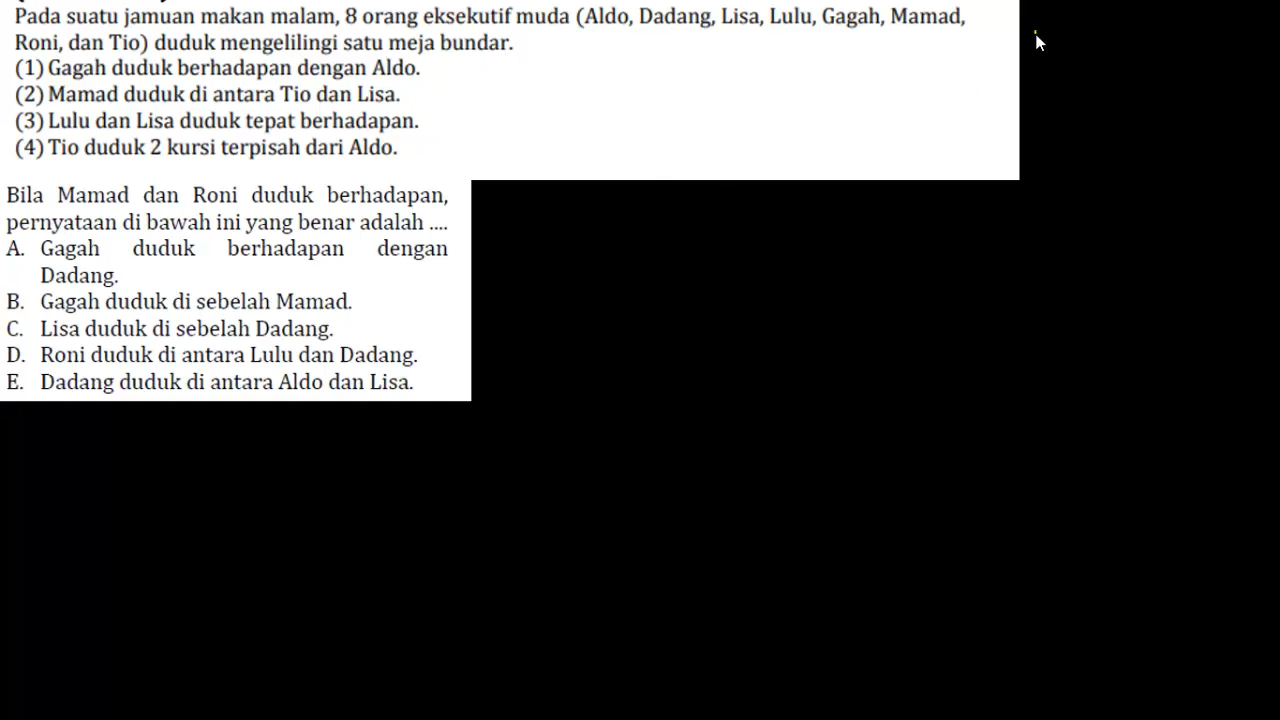 Pada suatu jamuan makan malam, 8 orang eksekutif muda (Aldo, Dadang, Lisa, Lulu, Gagah, Mamad,
Roni, dan Tio) duduk mengelilingi satu meja bundar.
(1) Gagah duduk berhadapan dengan Aldo.
(2) Mamad duduk di antara Tio dan Lisa.
(3) Lulu dan Lisa duduk tepat berhadapan.
(4) Tio duduk 2 kursi terpisah dari Aldo.
Bila Mamad dan Roni duduk berhadapan,
pernyataan di bawah ini yang benar adalah ....
A. Gagah duduk berhadapan dengan
Dadang.
B. Gagah duduk di sebelah Mamad.
C. Lisa duduk di sebelah Dadang.
D. Roni duduk di antara Lulu dan Dadang.
E. Dadang duduk di antara Aldo dan Lisa.